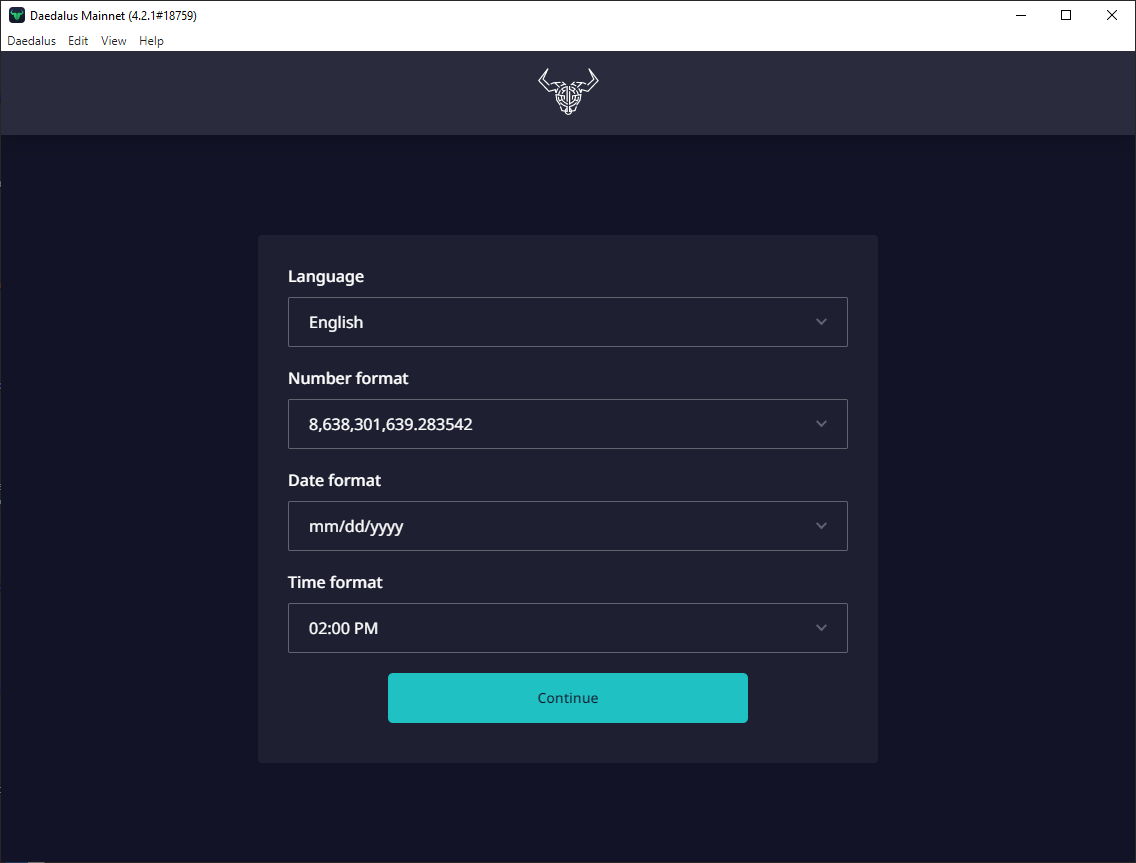 Daedalus Mainnet (4.2.1#18759)
Daedalus Edit View Help
Language
English
Number format
8,638,301,639.283542
Date format
mm/dd/yyyy
Time format
02:00 PM
Continue